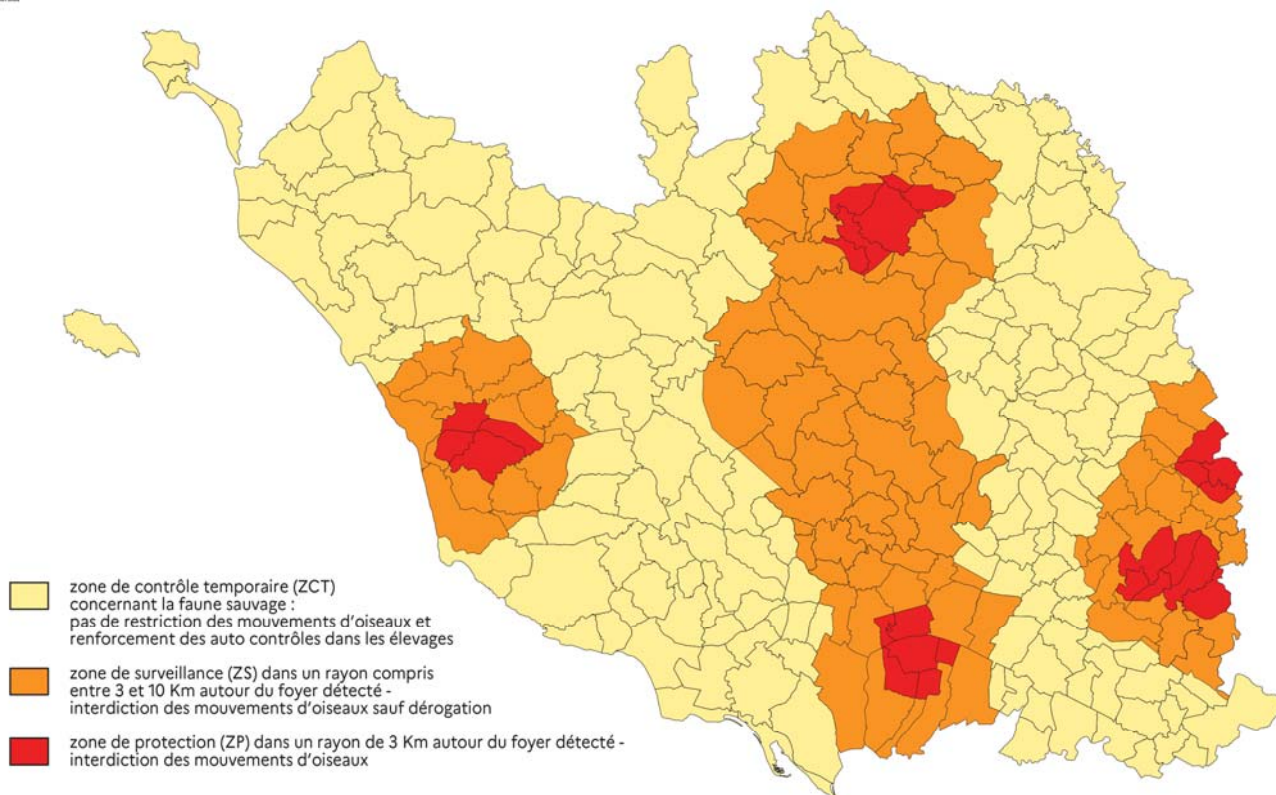 zone de contrôle temporaire (ZCT)
concernant la faune sauvage :
pas de restriction des mouvements d'oiseaux et
renforcement des auto contrôles dans les élevages
zone de surveillance (ZS) dans un rayon compris
entre 3 et 10 Km autour du foyer détecté -
interdiction des mouvements d'oiseaux sauf dérogation
zone de protection (ZP) dans un rayon de 3 Km autour du foyer détecté -
interdiction des mouvements d'oiseaux